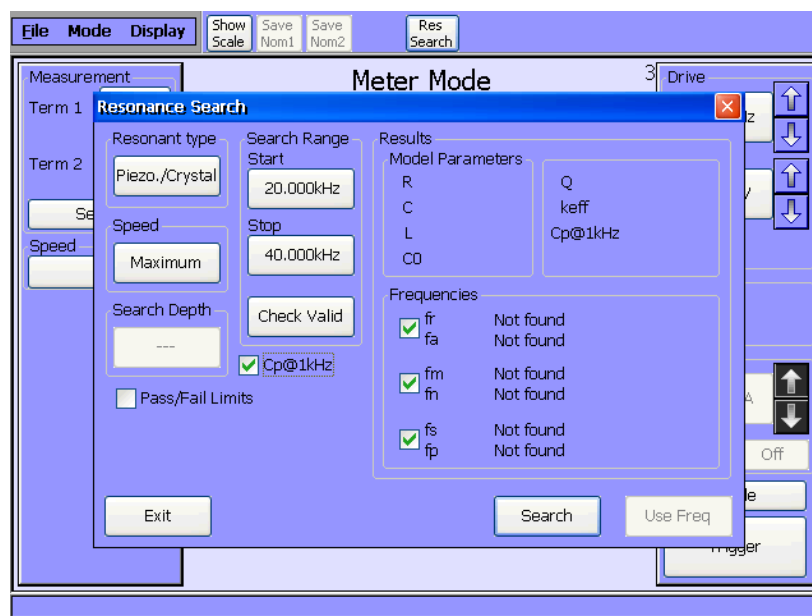 File Mode Display
Show Scale
Save Nom1
Save Nom2
Res Search
Measurement
Meter Mode
3
Drive
Term 1
Term 2
Se
Speed
z
Off
le
Trigger
Resonance Search
Resonant type
Piezo./Crystal
Speed
Maximum
Search Depth
---
Pass/Fail Limits
Search Range
Start
20.000kHz
Stop
40.000kHz
Check Valid
Cp@1kHz
Results
Model Parameters
R
C
L
C0
Q
keff
Cp@1kHz
Frequencies
fr Not found
fa Not found
fm Not found
fn Not found
fs Not found
fp Not found
Exit
Search
Use Freq